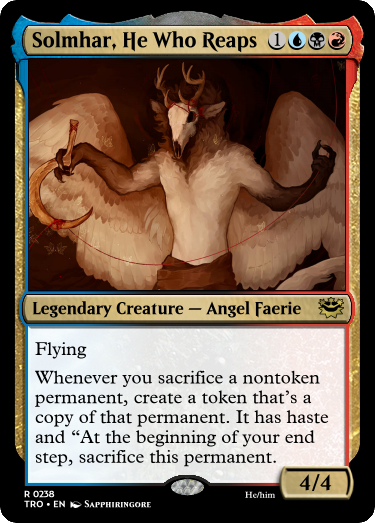 Solmhar, He Who Reaps 1
Legendary Creature — Angel Faerie
Flying
Whenever you sacrifice a nontoken
permanent, create a token that's a
copy of that permanent. It has haste
and “At the beginning of your end
step, sacrifice this permanent.
4/4
R 0238 He/him
TRO • EN SAPPHIRINGORE